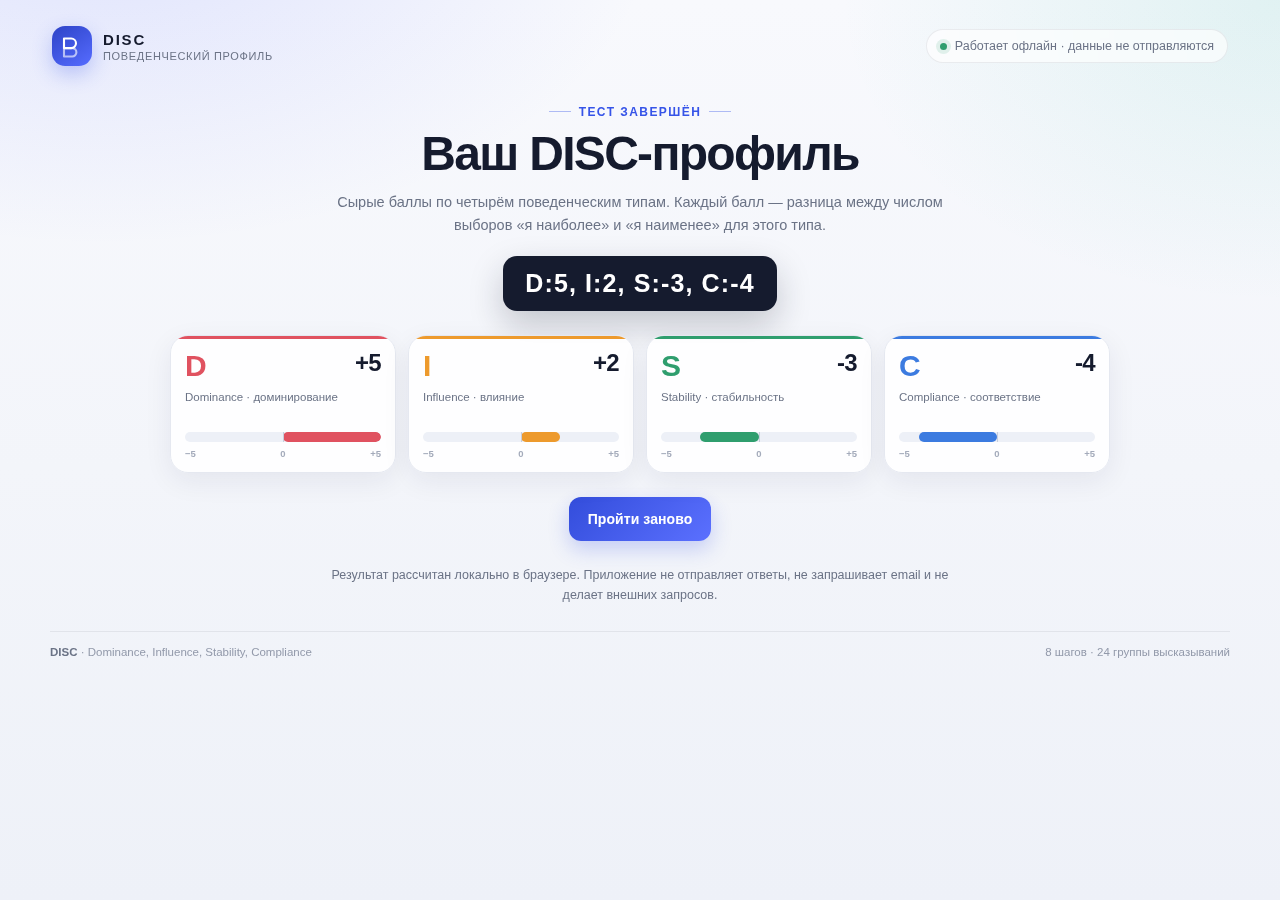 DISC
ПОВЕДЕНЧЕСКИЙ ПРОФИЛЬ
Работает офлайн · данные не отправляются
ТЕСТ ЗАВЕРШЁН
Ваш DISC-профиль
Сырые баллы по четырём поведенческим типам. Каждый балл — разница между числом
выборов «я наиболее» и «я наименее» для этого типа.
D:5, I:2, S:-3, C:-4
D +5
Dominance · доминирование
−5 0 +5
I +2
Influence · влияние
−5 0 +5
S -3
Stability · стабильность
−5 0 +5
C -4
Compliance · соответствие
−5 0 +5
Пройти заново
Результат рассчитан локально в браузере. Приложение не отправляет ответы, не запрашивает email и не
делает внешних запросов.
DISC · Dominance, Influence, Stability, Compliance
8 шагов · 24 группы высказываний